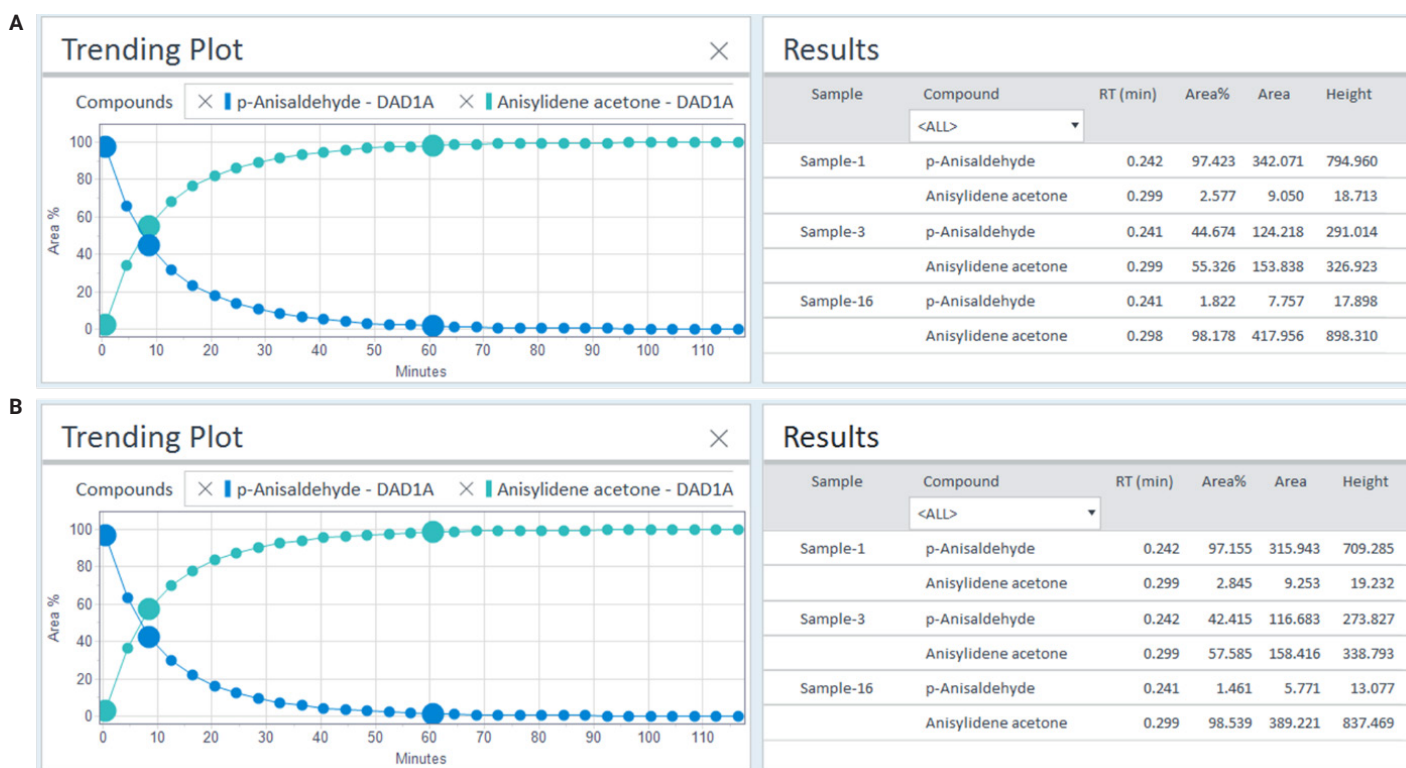 A
Trending Plot
Compounds p-Anisaldehyde - DAD1A Anisylidene acetone - DAD1A
100
80
60
40
20
0
Area %
0 10 20 30 40 50 60 70 80 90 100 110
Minutes
Results
Sample Compound RT (min) Area% Area Height
<ALL>
Sample-1 p-Anisaldehyde 0.242 97.423 342.071 794.960
Anisylidene acetone 0.299 2.577 9.050 18.713
Sample-3 p-Anisaldehyde 0.241 44.674 124.218 291.014
Anisylidene acetone 0.299 55.326 153.838 326.923
Sample-16 p-Anisaldehyde 0.241 1.822 7.757 17.898
Anisylidene acetone 0.298 98.178 417.956 898.310
B
Trending Plot
Compounds p-Anisaldehyde - DAD1A Anisylidene acetone - DAD1A
100
80
60
40
20
0
Area %
0 10 20 30 40 50 60 70 80 90 100 110
Minutes
Results
Sample Compound RT (min) Area% Area Height
<ALL>
Sample-1 p-Anisaldehyde 0.242 97.155 315.943 709.285
Anisylidene acetone 0.299 2.845 9.253 19.232
Sample-3 p-Anisaldehyde 0.242 42.415 116.683 273.827
Anisylidene acetone 0.299 57.585 158.416 338.793
Sample-16 p-Anisaldehyde 0.241 1.461 5.771 13.077
Anisylidene acetone 0.299 98.539 389.221 837.469